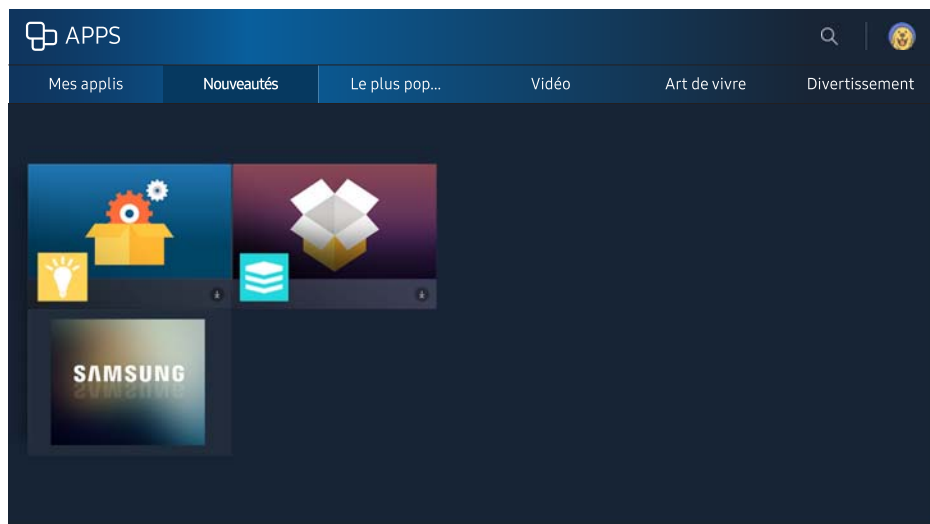 APPS
Mes applis Nouveautés Le plus pop... Vidéo Art de vivre Divertissement
SAMSUNG